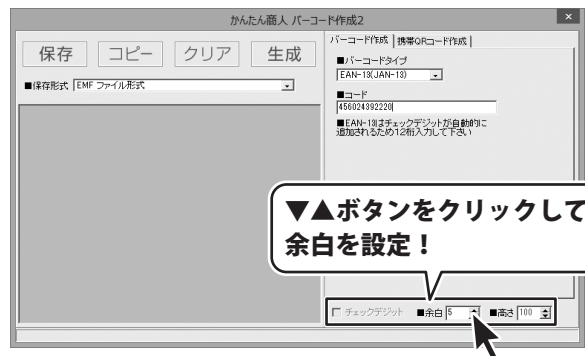 かんたん商人 バーコード作成2
保存 コピー クリア 生成
■保存形式 EMF ファイル形式
バーコード作成 携帯QRコード作成
■バーコードタイプ
EAN-13(JAN-13)
■コード
456024392220
■EAN-13はチェックデジットが自動的に
追加されるため12桁入力して下さい
▼▲ボタンをクリックして
余白を設定！
チェックデジット ■余白 5 ■高さ 100